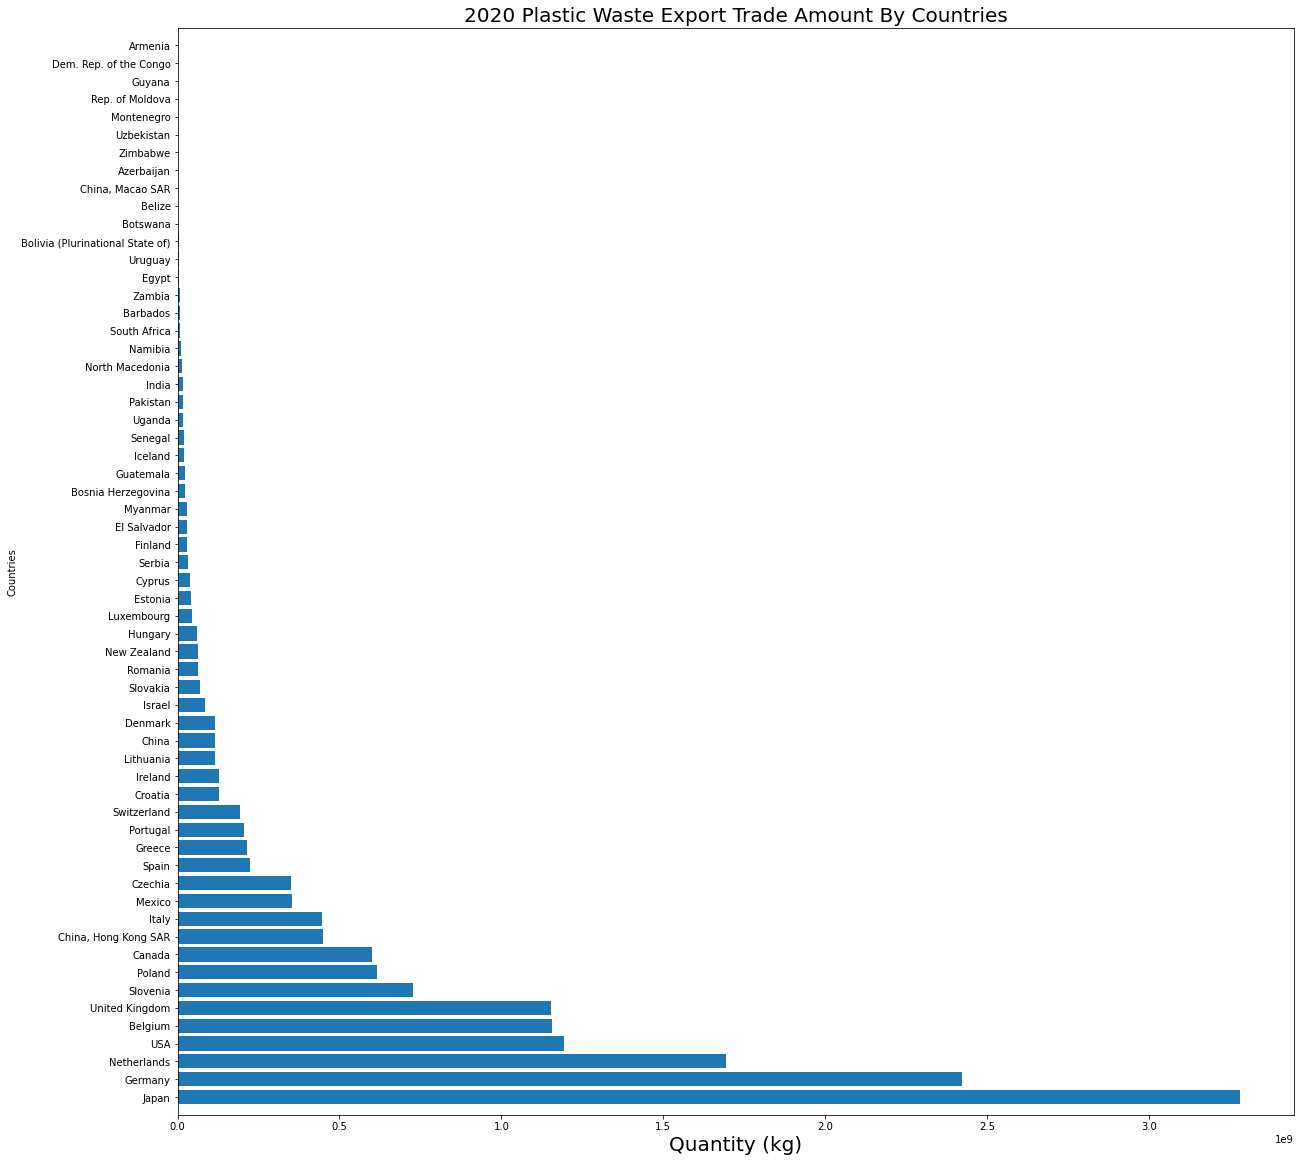 2020 Plastic Waste Export Trade Amount By Countries
Armenia
Dem. Rep. of the Congo
Guyana
Rep. of Moldova
Montenegro
Uzbekistan
Zimbabwe
Azerbaijan
China, Macao SAR
Belize
Botswana
Bolivia (Plurinational State of)
Uruguay
Egypt
Zambia
Barbados
South Africa
Namibia
North Macedonia
India
Pakistan
Uganda
Senegal
Iceland
Guatemala
Bosnia Herzegovina
Myanmar
El Salvador
Finland
Serbia
Cyprus
Estonia
Luxembourg
Hungary
New Zealand
Romania
Slovakia
Israel
Denmark
China
Lithuania
Ireland
Croatia
Switzerland
Portugal
Greece
Spain
Czechia
Mexico
Italy
China, Hong Kong SAR
Canada
Poland
Slovenia
United Kingdom
Belgium
USA
Netherlands
Germany
Japan
Countries
0.0 0.5 1.0 1.5 2.0 2.5 3.0
1e9
Quantity (kg)